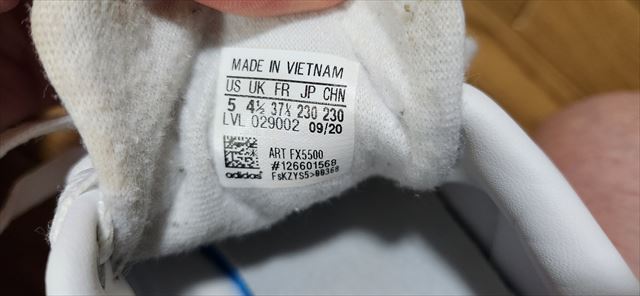 MADE IN VIETNAM
US UK FR JP CHN
5 4½ 37⅓ 230 230
LVL 029002 09/20
ART FX5500
#126601568
adidas